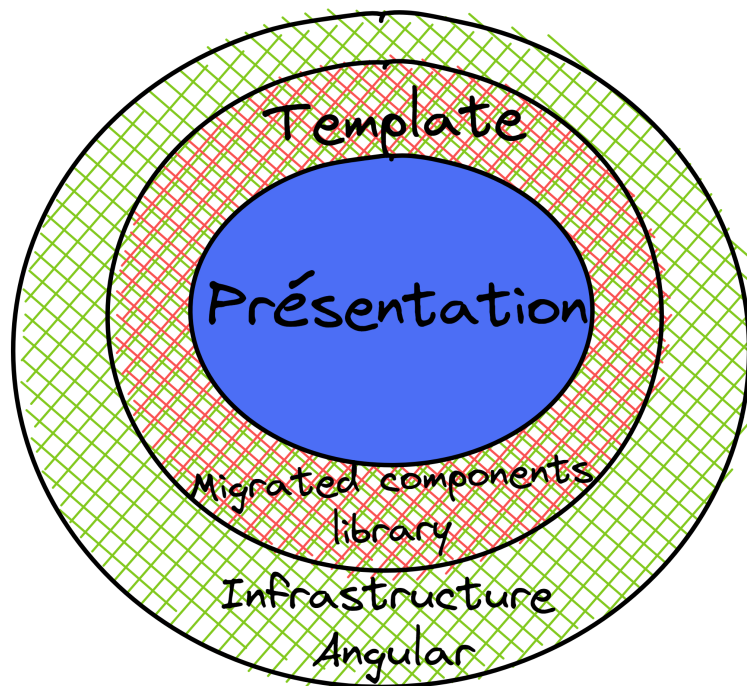 Template
Présentation
Migrated components
library
Infrastructure
Angular